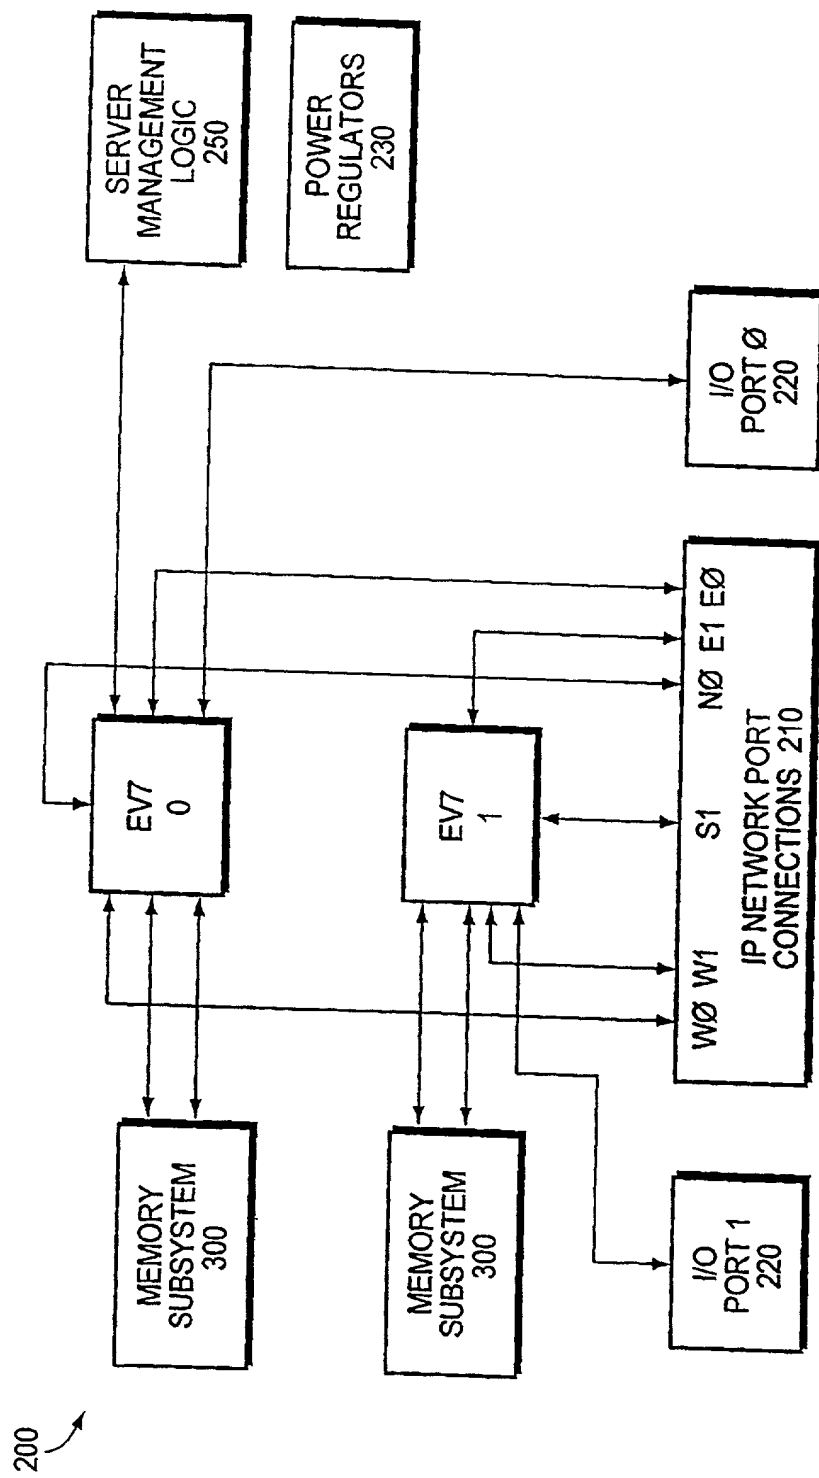 200
MEMORY
SUBSYSTEM
300
EV7
0
SERVER
MANAGEMENT
LOGIC
250
POWER
REGULATORS
230
MEMORY
SUBSYSTEM
300
EV7
1
I/O
PORT 1
220
WØ W1 S1 NØ E1 EØ
IP NETWORK PORT
CONNECTIONS 210
I/O
PORT Ø
220